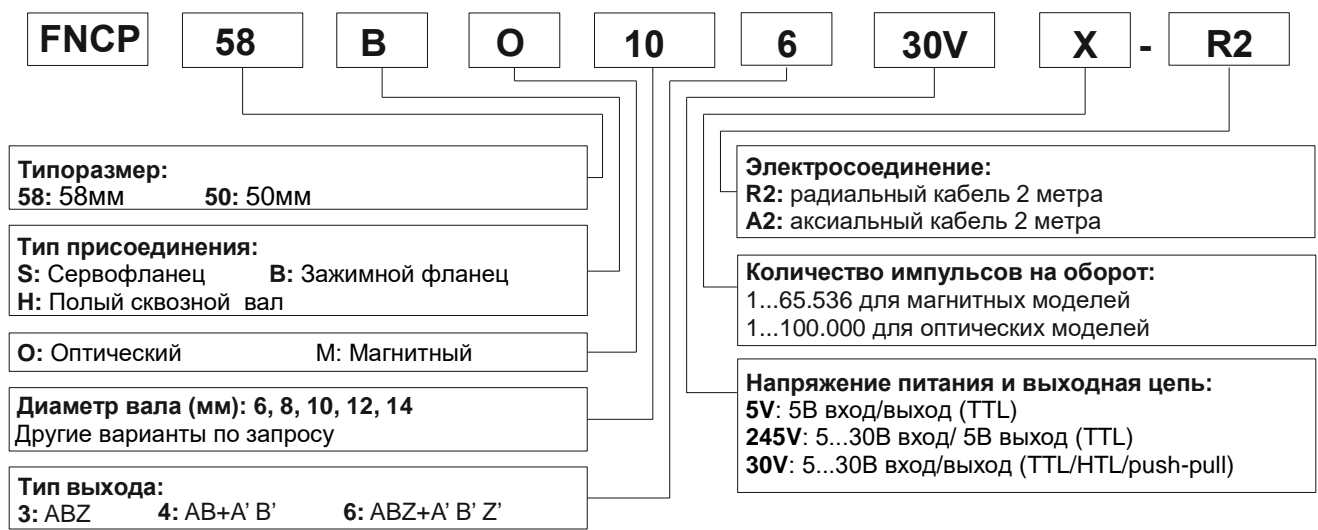 FNCP 58 B O 10 6 30V X - R2
Типоразмер:
58: 58мм 50: 50мм
Тип присоединения:
S: Сервофланец B: Зажимной фланец
H: Полый сквозной вал
O: Оптический M: Магнитный
Диаметр вала (мм): 6, 8, 10, 12, 14
Другие варианты по запросу
Тип выхода:
3: ABZ 4: AB+A’ B’ 6: ABZ+A’ B’ Z’
Электросоединение:
R2: радиальный кабель 2 метра
A2: аксиальный кабель 2 метра
Количество импульсов на оборот:
1...65.536 для магнитных моделей
1...100.000 для оптических моделей
Напряжение питания и выходная цепь:
5V: 5В вход/выход (TTL)
245V: 5...30В вход/ 5В выход (TTL)
30V: 5...30В вход/выход (TTL/HTL/push-pull)